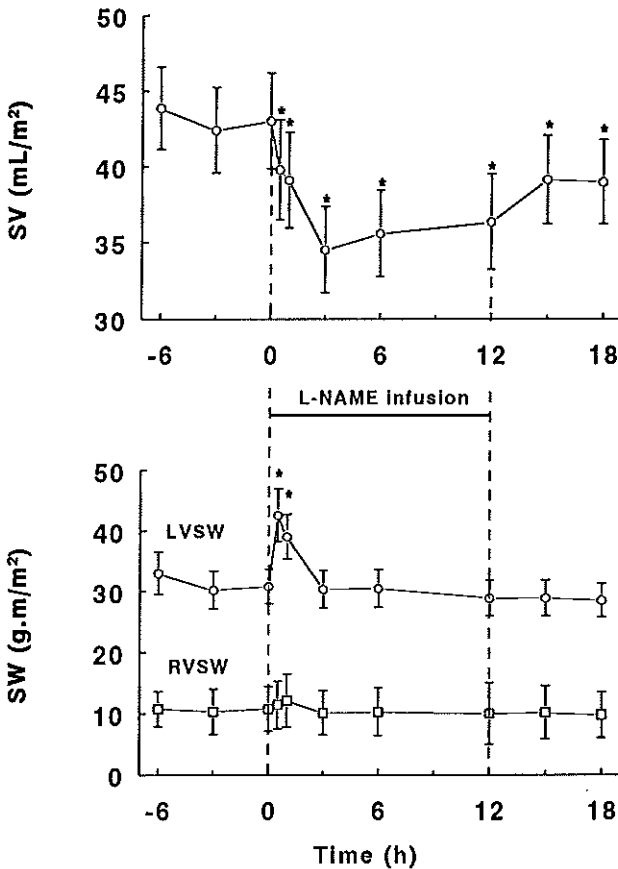 50
45
40
35
30
SV (mL/m²)
* * * * * * *
-6 0 6 12 18
L-NAME infusion
50
40
30
20
10
0
SW (g.m/m²)
* *
LVSW
RVSW
-6 0 6 12 18
Time (h)